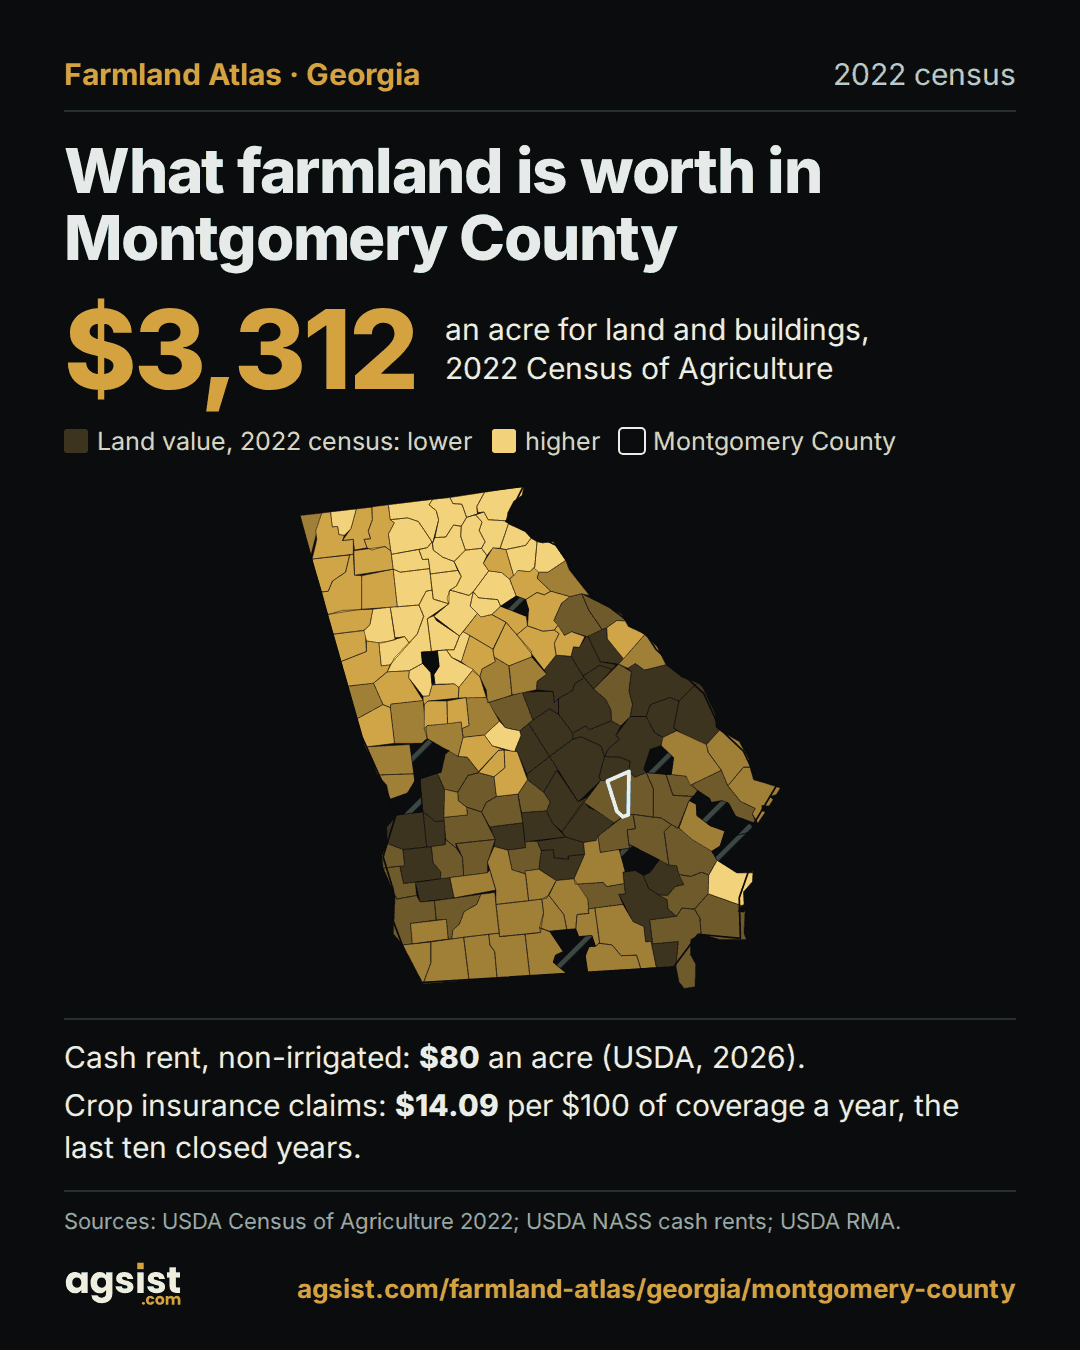 Farmland Atlas · Georgia
2022 census
What farmland is worth in
Montgomery County
$3,312
an acre for land and buildings,
2022 Census of Agriculture
Land value, 2022 census: lower
higher
Montgomery County
Cash rent, non-irrigated: $80 an acre (USDA, 2026).
Crop insurance claims: $14.09 per $100 of coverage a year, the
last ten closed years.
Sources: USDA Census of Agriculture 2022; USDA NASS cash rents; USDA RMA.
agsist
.com
agsist.com/farmland-atlas/georgia/montgomery-county